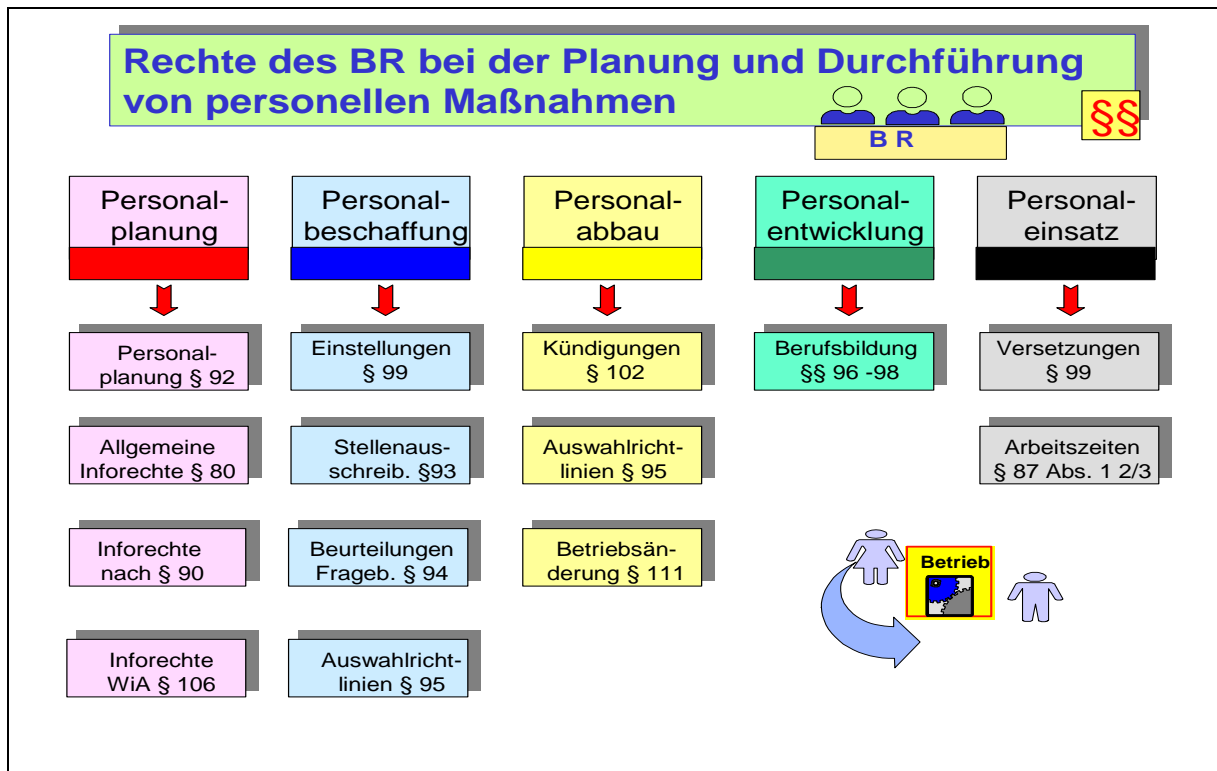 Rechte des BR bei der Planung und Durchführung
von personellen Maßnahmen
B R
§§
Personal-
planung
Personal-
beschaffung
Personal-
abbau
Personal-
entwicklung
Personal-
einsatz
Personal-
planung § 92
Einstellungen
§ 99
Kündigungen
§ 102
Berufsbildung
§§ 96 -98
Versetzungen
§ 99
Allgemeine
Inforechte § 80
Stellenaus-
schreib. §93
Auswahlricht-
linien § 95
Arbeitszeiten
§ 87 Abs. 1 2/3
Inforechte
nach § 90
Beurteilungen
Frageb. § 94
Betriebsän-
derung § 111
Betrieb
Inforechte
WiA § 106
Auswahlricht-
linien § 95